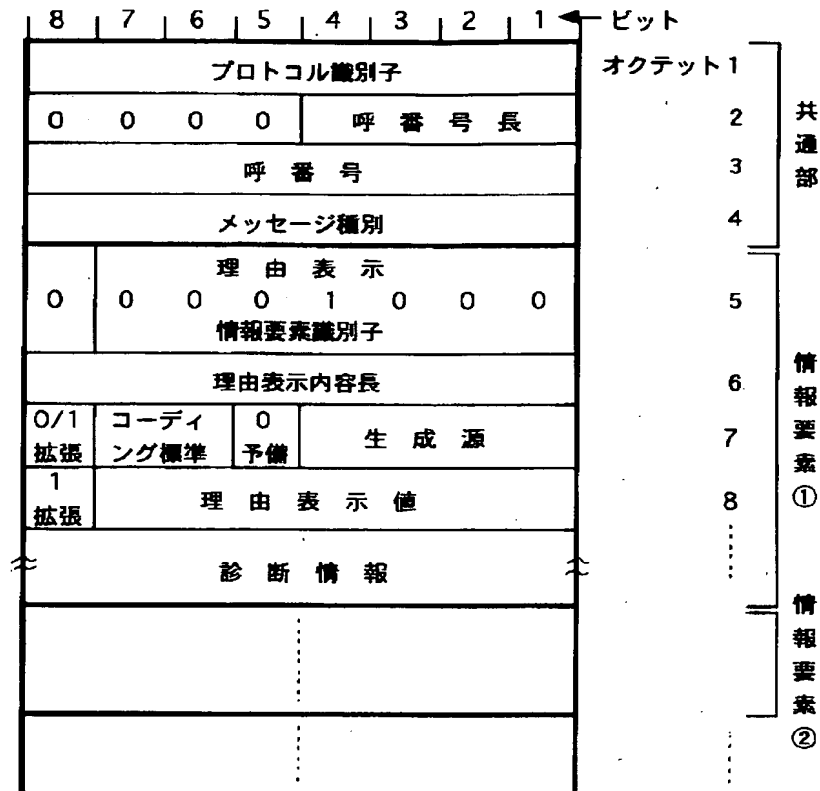 8 7 6 5 4 3 2 1 ビット
プロトコル識別子 オクテット1
0 0 0 0 呼番号長 2
呼番号 3
メッセージ種別 4
共通部
理由表示
0 0 0 0 1 0 0 0 5
情報要素識別子
理由表示内容長 6
0/1 コーディ 0
拡張 ング標準 予備 生成源 7
1
拡張 理由表示値 8
診断情報
情報要素①
情報要素②